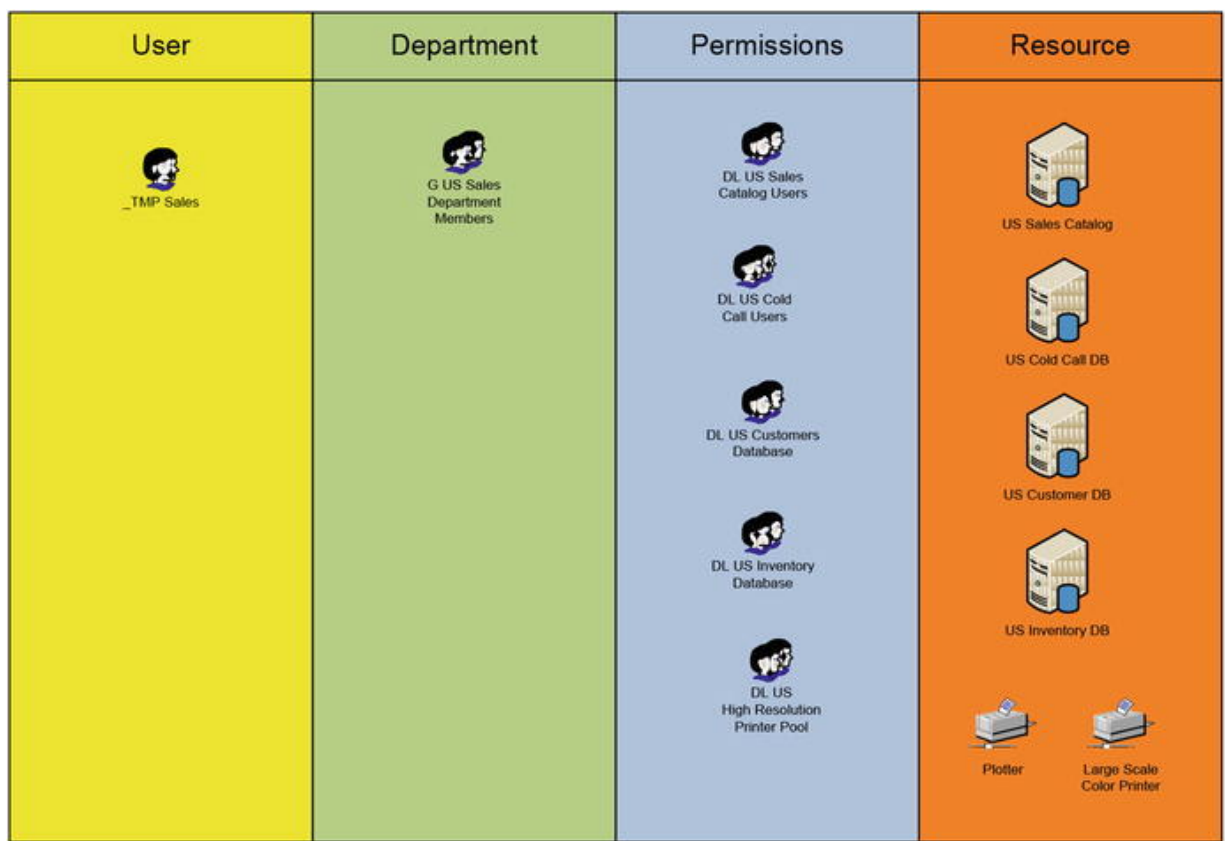 User
Department
Permissions
Resource
_TMP Sales
G US Sales
Department
Members
DL US Sales
Catalog Users
DL US Cold
Call Users
DL US Customers
Database
DL US Inventory
Database
DL US
High Resolution
Printer Pool
US Sales Catalog
US Cold Call DB
US Customer DB
US Inventory DB
Plotter
Large Scale
Color Printer